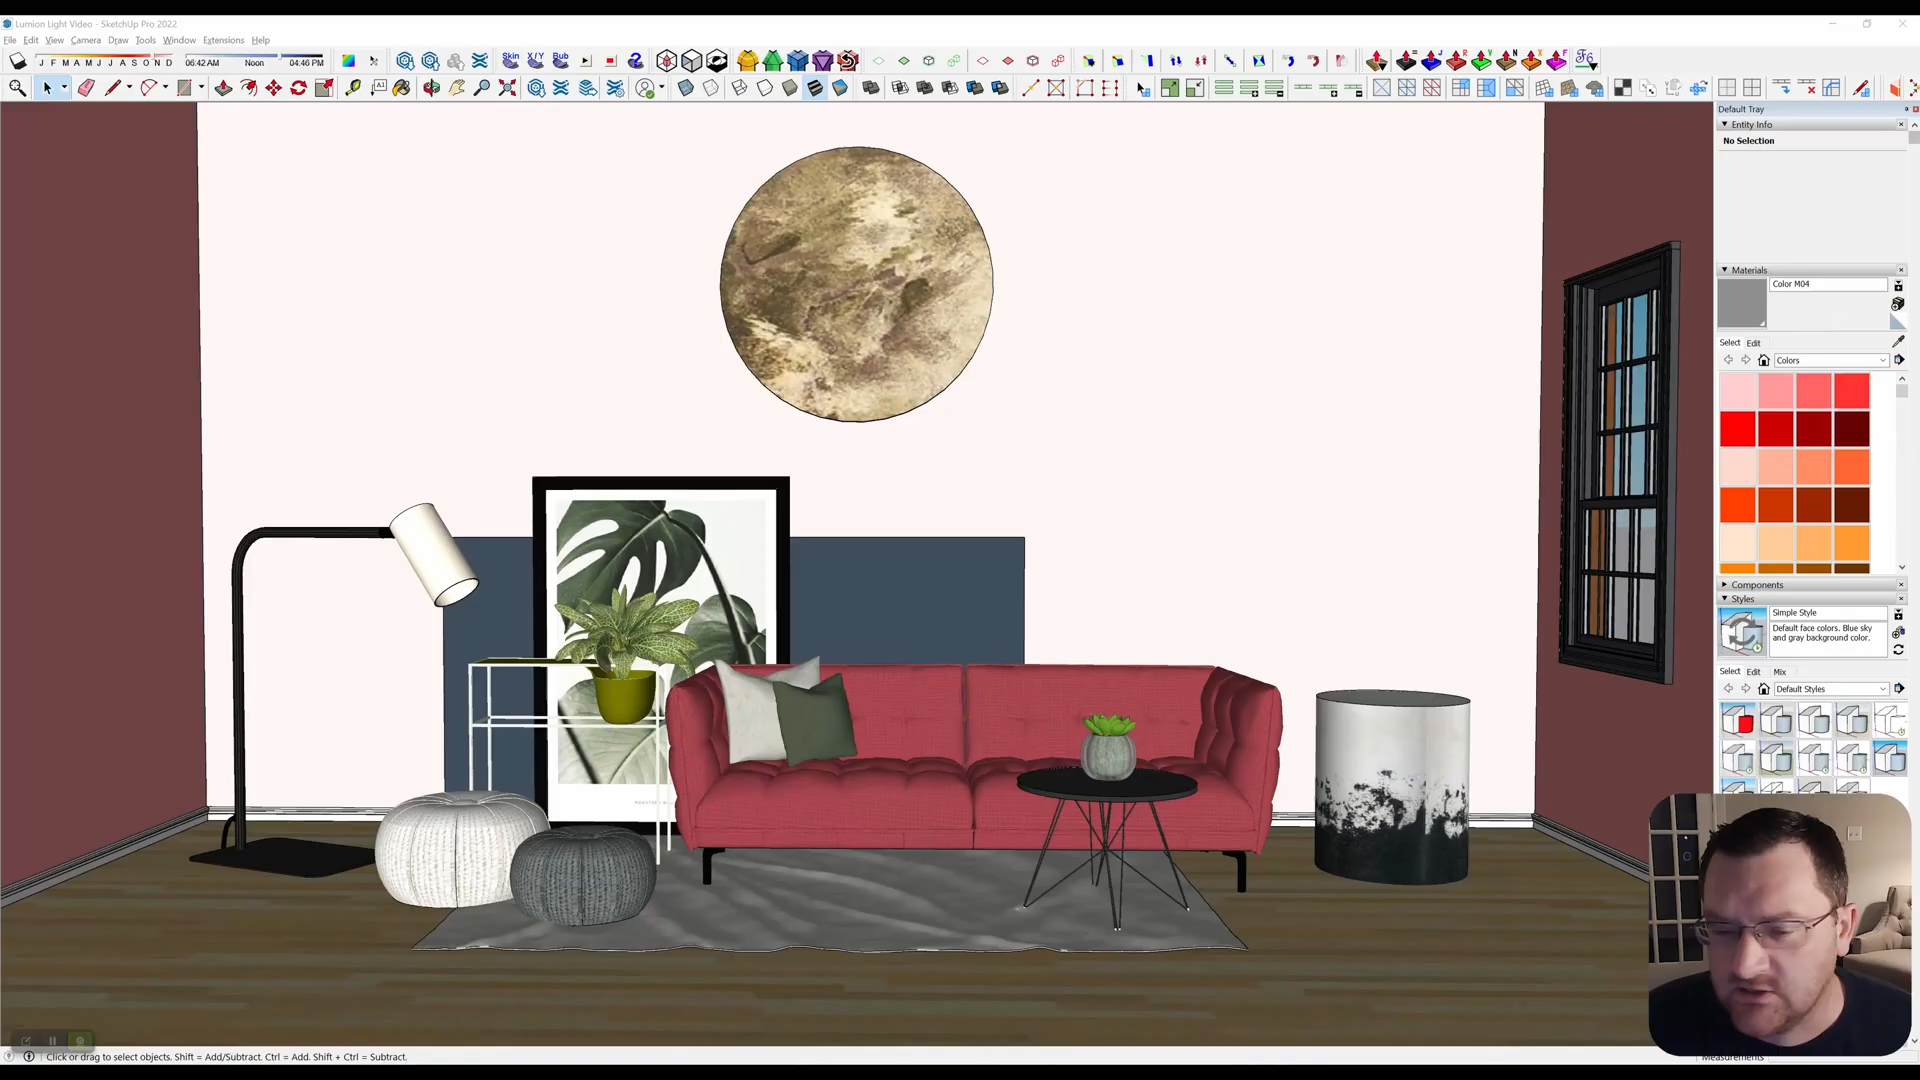 Lumion Light Video - SketchUp Pro 2022
File Edit View Camera Draw Tools Window Extensions Help
J F M A M J J A S O N D 06:42 AM Noon 04:46 PM
Skin X/Y Bub
Default Tray
Entity Info
No Selection
Materials
Color M04
Select Edit
Colors
Components
Styles
Simple Style
Default face colors. Blue sky
and gray background color.
Select Edit Mix
Default Styles
Click or drag to select objects. Shift = Add/Subtract. Ctrl = Add. Shift + Ctrl = Subtract.
Measurements